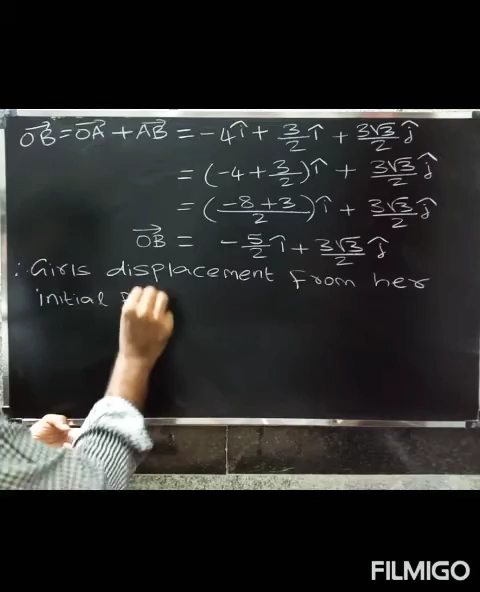 OB⃗ = OA⃗ + AB⃗ = -4î + 3/2 î + 3√3/2 ĵ
= (-4 + 3/2) î + 3√3/2 ĵ
= (-8+3/2) î + 3√3/2 ĵ
OB⃗ = -5/2 î + 3√3/2 ĵ
∴ Girls displacement from her
initial
FILMIGO